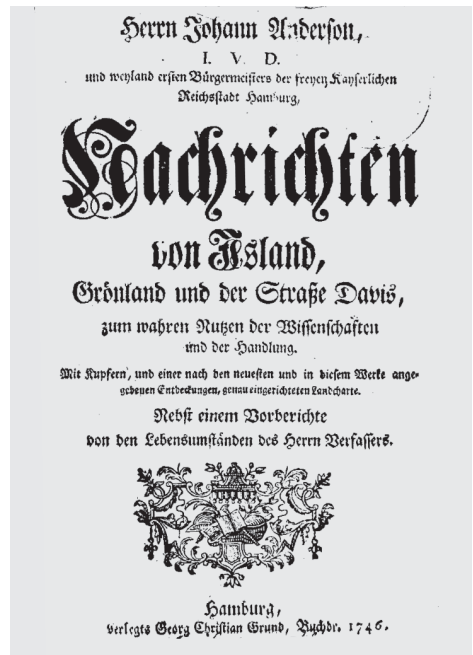 Herrn Johann Anderson,
I. V. D.
und weyland ersten Bürgermeisters der freyen Kayserlichen
Reichsstadt Hamburg,
Nachrichten
von Island,
Grönland und der Straße Davis,
zum wahren Nutzen der Wissenschaften
und der Handlung.
Mit Kupfern, und einer nach den neuesten und in diesem Werke ange-
gebenen Entdeckungen, genau eingerichteten Landcharte.
Nebst einem Vorberichte
von den Lebensumständen des Herrn Verfassers.
Hamburg,
verlegts Georg Christian Grund, Buchdr. 1746.